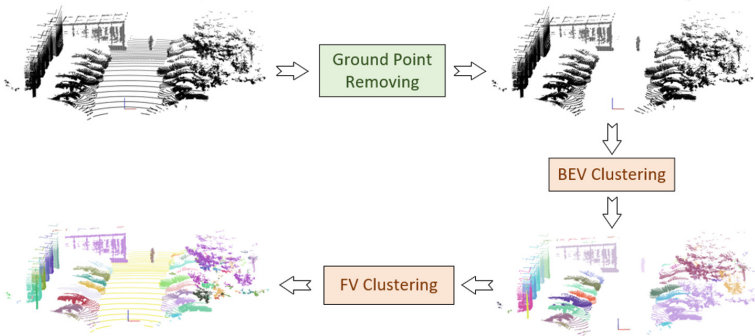 Ground Point
Removing
BEV Clustering
FV Clustering